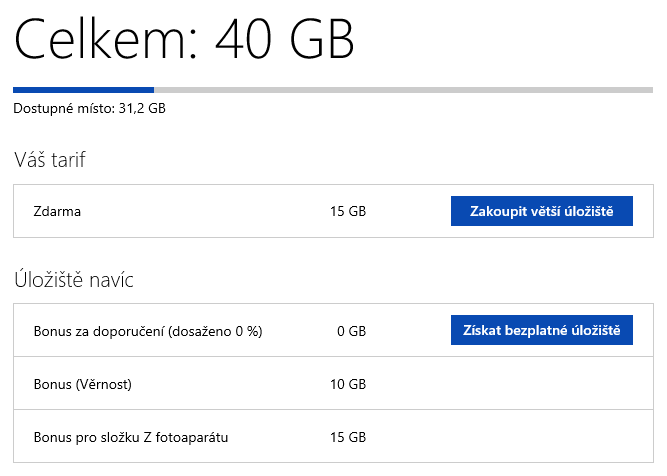 Celkem: 40 GB
Dostupné místo: 31,2 GB
Váš tarif
Zdarma 15 GB Zakoupit větší úložiště
Úložiště navíc
Bonus za doporučení (dosaženo 0 %) 0 GB Získat bezplatné úložiště
Bonus (Věrnost) 10 GB
Bonus pro složku Z fotoaparátu 15 GB